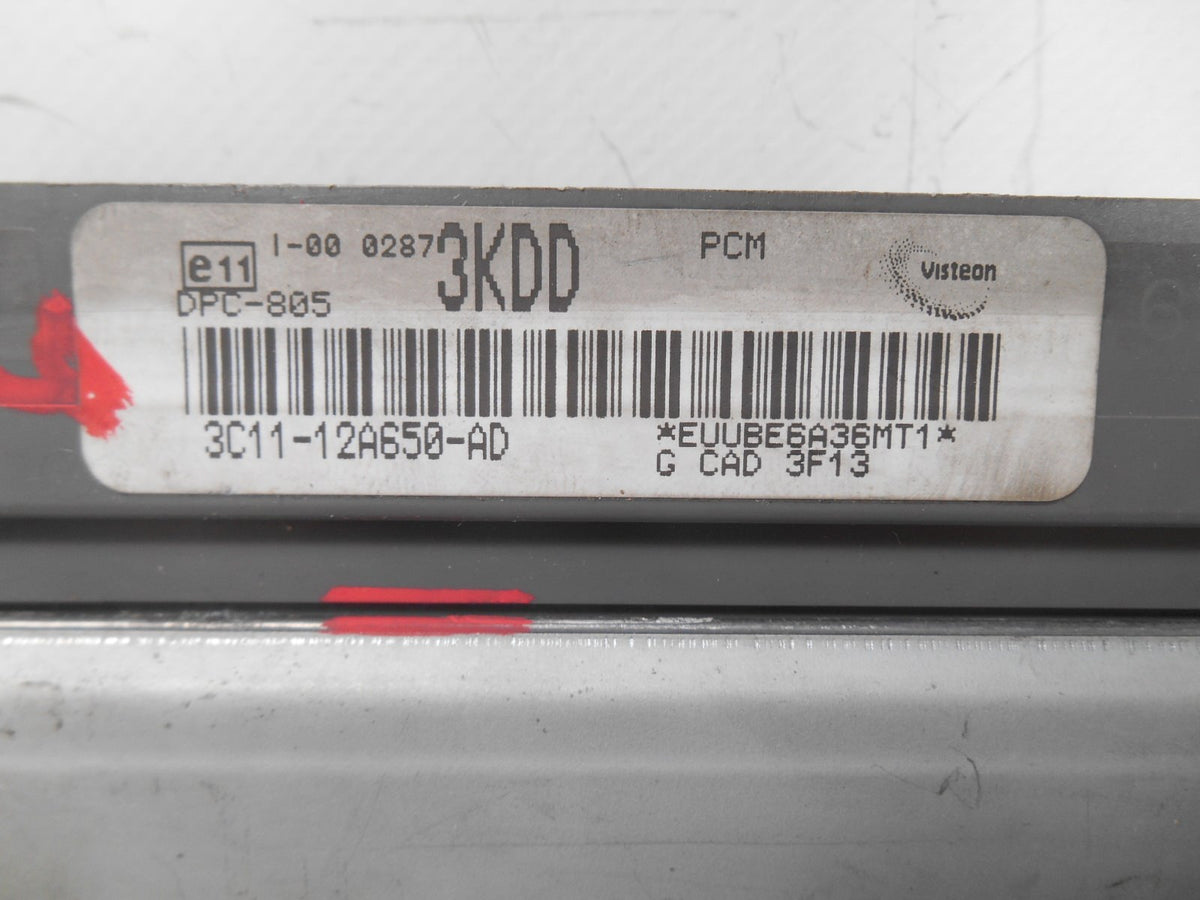 e11 I-00 0287 3KDD PCM Visteon
DPC-805
3C11-12A650-AD *EUUBE6A36MT1*
G CAD 3F13